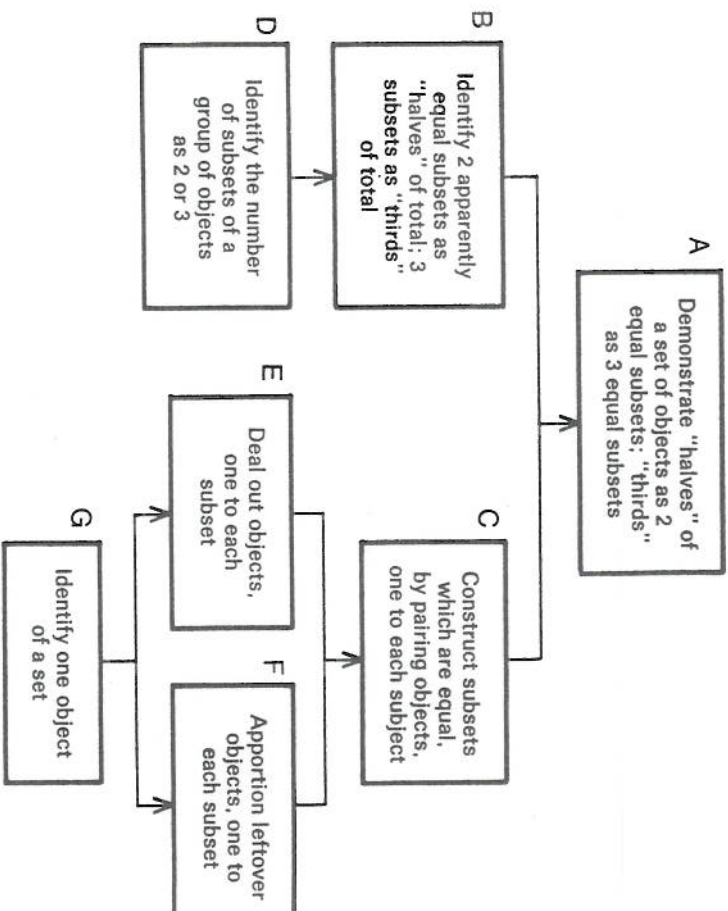 A
Demonstrate "halves" of
a set of objects as 2
equal subsets; "thirds"
as 3 equal subsets
B
Identify 2 apparently
equal subsets as
"halves" of total; 3
subsets as "thirds"
of total
C
Construct subsets
which are equal,
by pairing objects,
one to each subject
D
Identify the number
of subsets of a
group of objects
as 2 or 3
E
Deal out objects,
one to each
subset
F
Apportion leftover
objects, one to
each subset
G
Identify one object
of a set